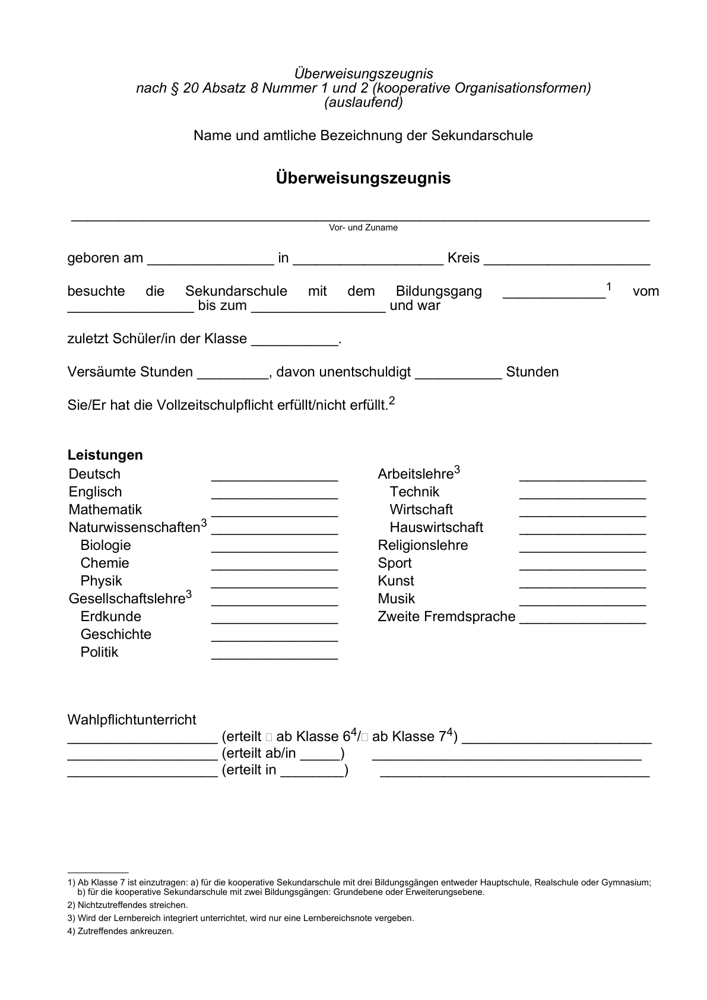 Überweisungszeugnis
nach § 20 Absatz 8 Nummer 1 und 2 (kooperative Organisationsformen)
(auslaufend)
Name und amtliche Bezeichnung der Sekundarschule
Überweisungszeugnis
_________________________________________________________________________
Vor- und Zuname
geboren am ________________ in ___________________ Kreis _____________________
besuchte die Sekundarschule mit dem Bildungsgang _____________1 vom
________________ bis zum _________________ und war
zuletzt Schüler/in der Klasse ___________.
Versäumte Stunden _________, davon unentschuldigt ___________ Stunden
Sie/Er hat die Vollzeitschulpflicht erfüllt/nicht erfüllt.2
Leistungen
Deutsch ________________ Arbeitslehre3 ________________
Englisch ________________ Technik ________________
Mathematik ________________ Wirtschaft ________________
Naturwissenschaften3 ________________ Hauswirtschaft ________________
Biologie ________________ Religionslehre ________________
Chemie ________________ Sport ________________
Physik ________________ Kunst ________________
Gesellschaftslehre3 ________________ Musik ________________
Erdkunde ________________ Zweite Fremdsprache ________________
Geschichte ________________
Politik ________________
Wahlpflichtunterricht
___________________ (erteilt □ ab Klasse 64/□ ab Klasse 74) ________________________
___________________ (erteilt ab/in _____) __________________________________
___________________ (erteilt in ________) __________________________________
1) Ab Klasse 7 ist einzutragen: a) für die kooperative Sekundarschule mit drei Bildungsgängen entweder Hauptschule, Realschule oder Gymnasium;
b) für die kooperative Sekundarschule mit zwei Bildungsgängen: Grundebene oder Erweiterungsebene.
2) Nichtzutreffendes streichen.
3) Wird der Lernbereich integriert unterrichtet, wird nur eine Lernbereichsnote vergeben.
4) Zutreffendes ankreuzen.